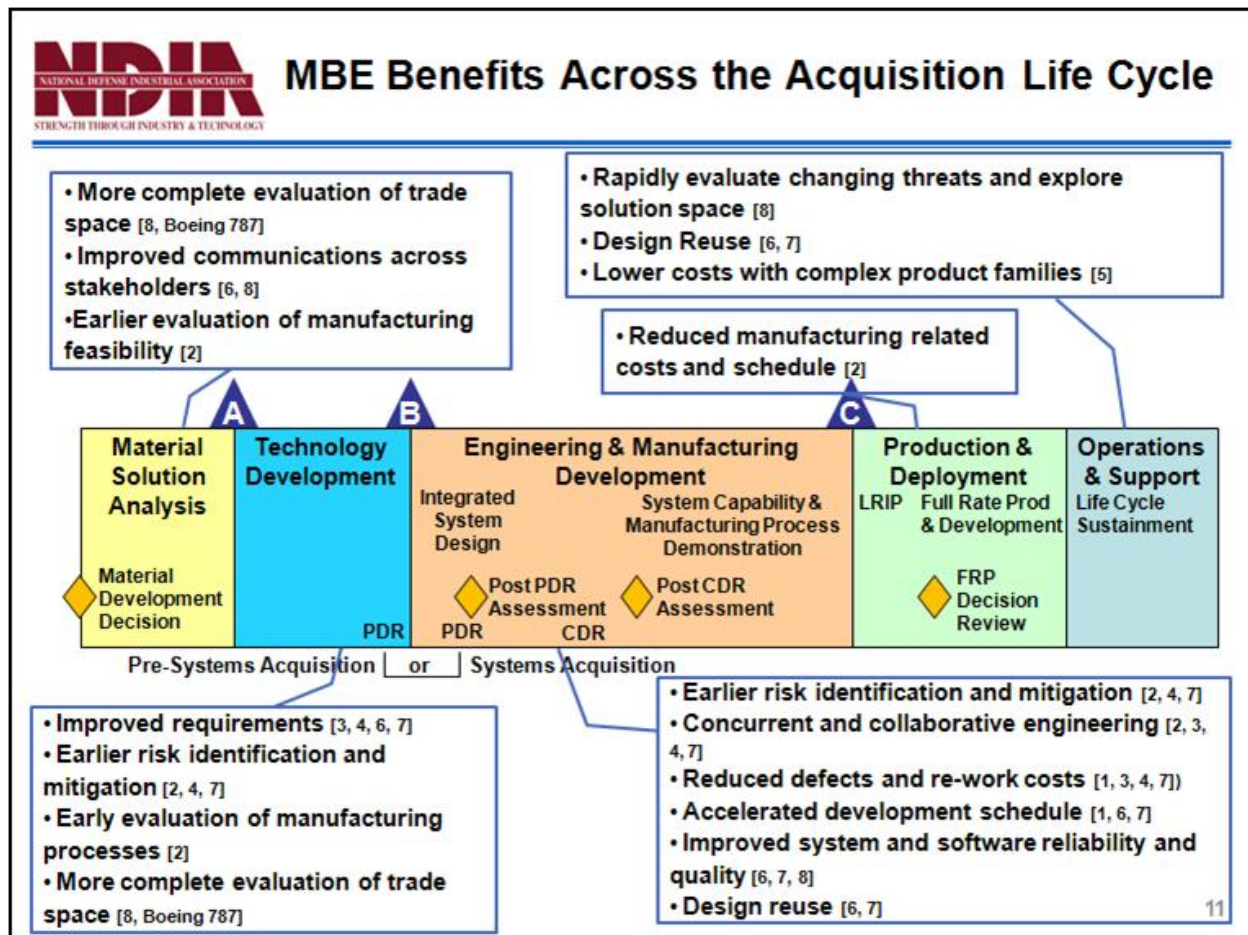 NDIA
NATIONAL DEFENSE INDUSTRIAL ASSOCIATION
STRENGTH THROUGH INDUSTRY & TECHNOLOGY
MBE Benefits Across the Acquisition Life Cycle
• More complete evaluation of trade
space [8, Boeing 787]
• Improved communications across
stakeholders [6, 8]
•Earlier evaluation of manufacturing
feasibility [2]
• Rapidly evaluate changing threats and explore
solution space [8]
• Design Reuse [6, 7]
• Lower costs with complex product families [5]
• Reduced manufacturing related
costs and schedule [2]
A
B
C
Material
Solution
Analysis
Material
Development
Decision
Technology
Development
PDR
Engineering & Manufacturing
Development
Integrated
System
Design
System Capability &
Manufacturing Process
Demonstration
Post PDR
Assessment
Post CDR
Assessment
PDR
CDR
Production &
Deployment
LRIP
Full Rate Prod
& Development
FRP
Decision
Review
Operations
& Support
Life Cycle
Sustainment
Pre-Systems Acquisition or Systems Acquisition
• Improved requirements [3, 4, 6, 7]
• Earlier risk identification and
mitigation [2, 4, 7]
• Early evaluation of manufacturing
processes [2]
• More complete evaluation of trade
space [8, Boeing 787]
• Earlier risk identification and mitigation [2, 4, 7]
• Concurrent and collaborative engineering [2, 3,
4, 7]
• Reduced defects and re-work costs [1, 3, 4, 7])
• Accelerated development schedule [1, 6, 7]
• Improved system and software reliability and
quality [6, 7, 8]
• Design reuse [6, 7]
11